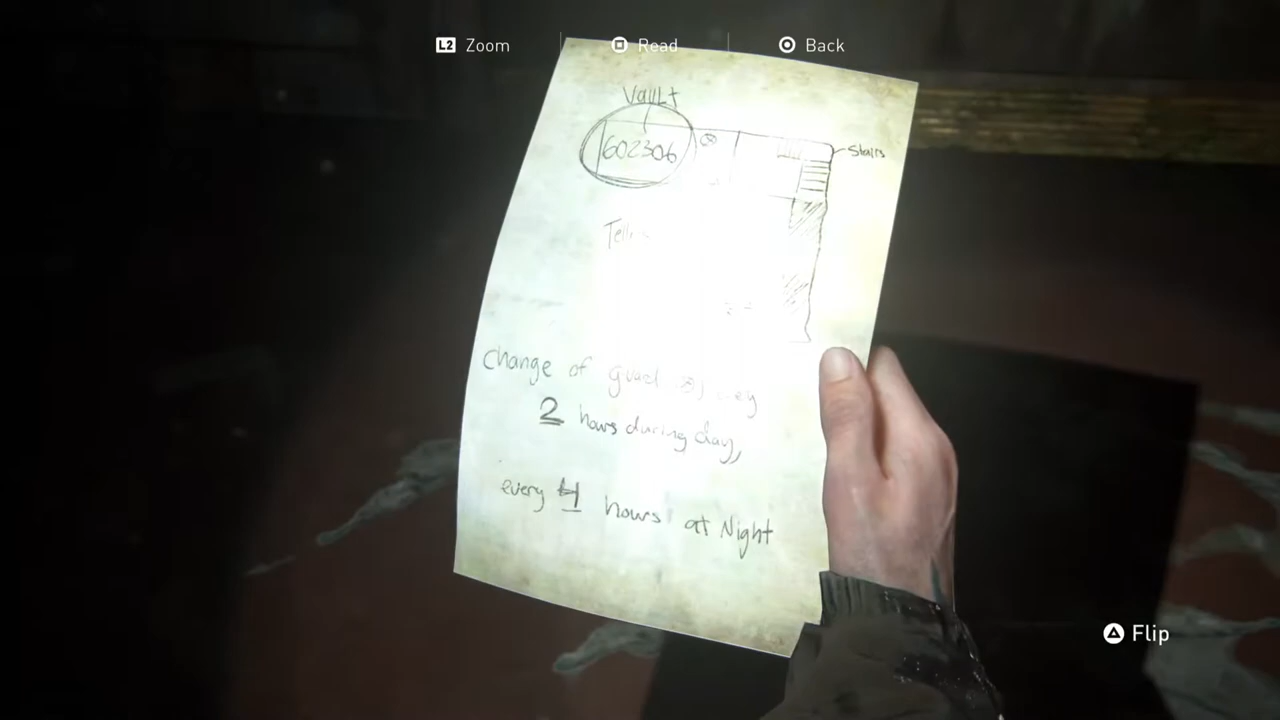 L2 Zoom
Read
Back
Vault
602306
Stairs
Change of
2 hours during day,
every 4 hours at Night
Flip